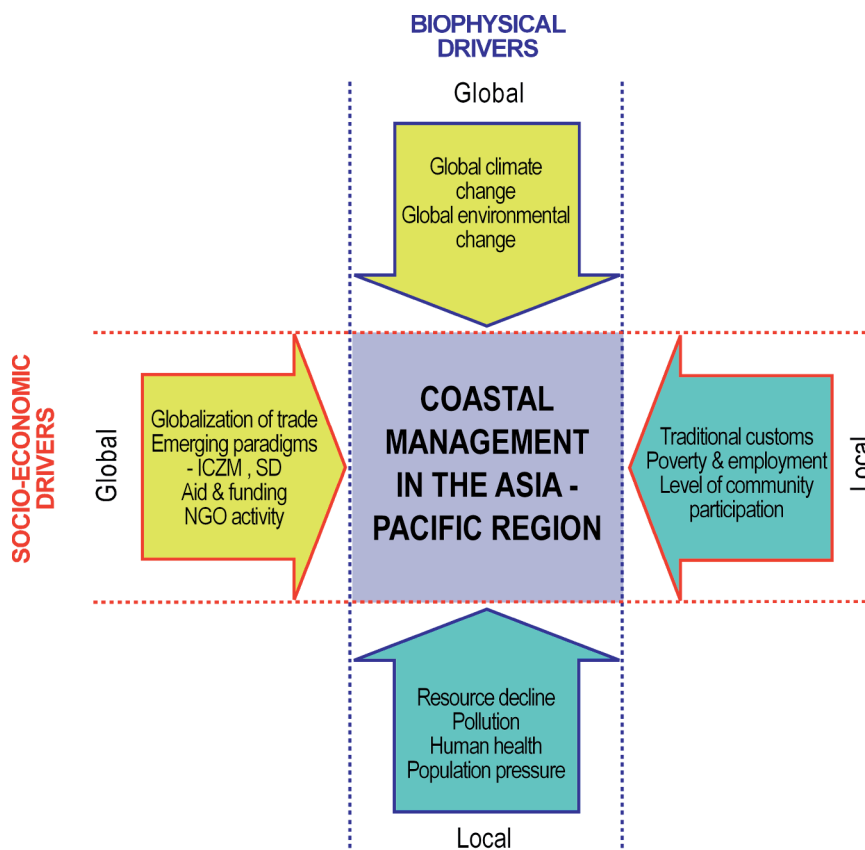 BIOPHYSICAL
DRIVERS
Global
Global climate
change
Global environmental
change
SOCIO-ECONOMIC
DRIVERS
Global
Globalization of trade
Emerging paradigms
- ICZM , SD
Aid & funding
NGO activity
COASTAL
MANAGEMENT
IN THE ASIA -
PACIFIC REGION
Traditional customs
Poverty & employment
Level of community
participation
Local
Resource decline
Pollution
Human health
Population pressure
Local